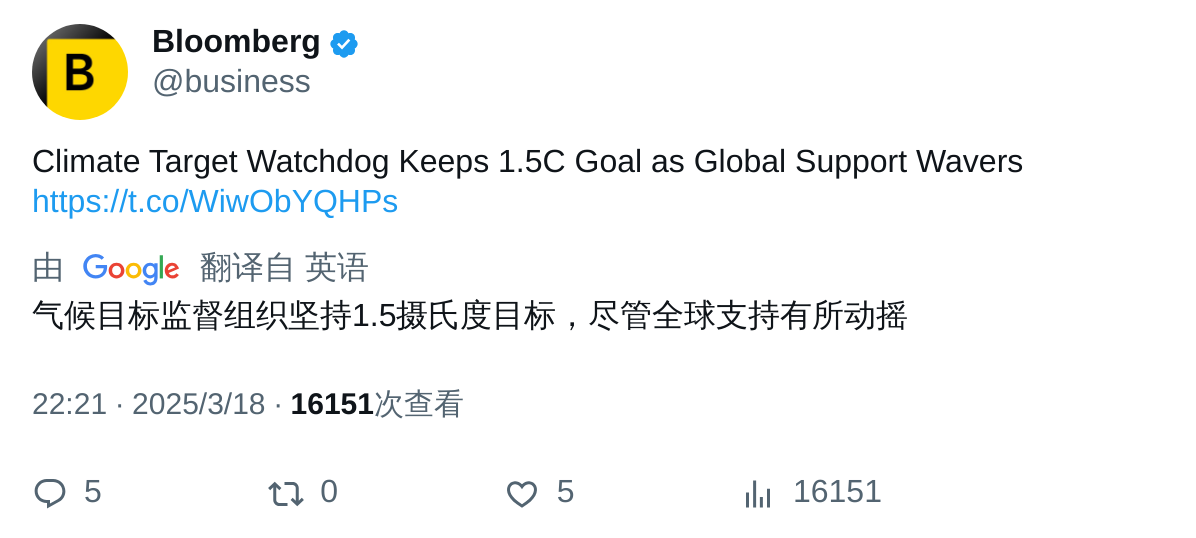 B
Bloomberg
@business
Climate Target Watchdog Keeps 1.5C Goal as Global Support Wavers
https://t.co/WiwObYQHPs
由 Google 翻译自 英语
气候目标监督组织坚持1.5摄氏度目标，尽管全球支持有所动摇
22:21 · 2025/3/18 · 16151次查看
5 0 5 16151